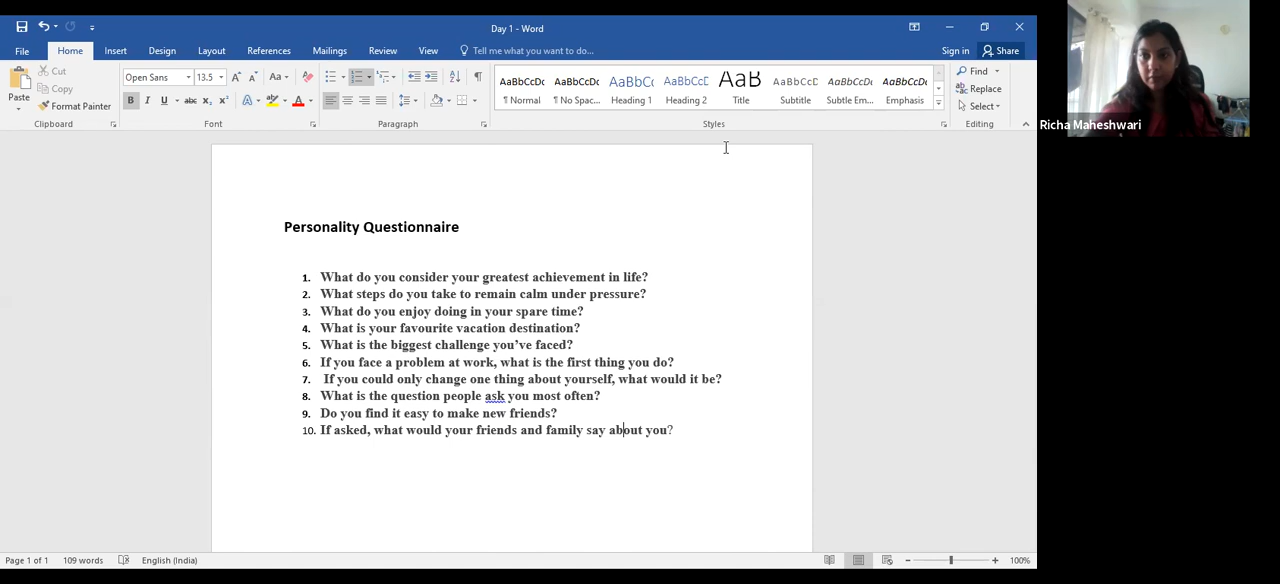 Day 1 - Word
File Home Insert Design Layout References Mailings Review View Tell me what you want to do... Sign in Share
Cut
Copy
Format Painter
Paste
Clipboard
Open Sans 13.5
Font
Paragraph
AaBbCcDc AaBbCcDc AaBbCc AaBbCcD AaB AaBbCcD AaBbCcDc AaBbCcDc
¶ Normal ¶ No Spac... Heading 1 Heading 2 Title Subtitle Subtle Em... Emphasis
Styles
Find
Replace
Select
Editing
Richa Maheshwari
Personality Questionnaire
1. What do you consider your greatest achievement in life?
2. What steps do you take to remain calm under pressure?
3. What do you enjoy doing in your spare time?
4. What is your favourite vacation destination?
5. What is the biggest challenge you’ve faced?
6. If you face a problem at work, what is the first thing you do?
7. If you could only change one thing about yourself, what would it be?
8. What is the question people ask you most often?
9. Do you find it easy to make new friends?
10. If asked, what would your friends and family say about you?
Page 1 of 1 109 words English (India) 100%